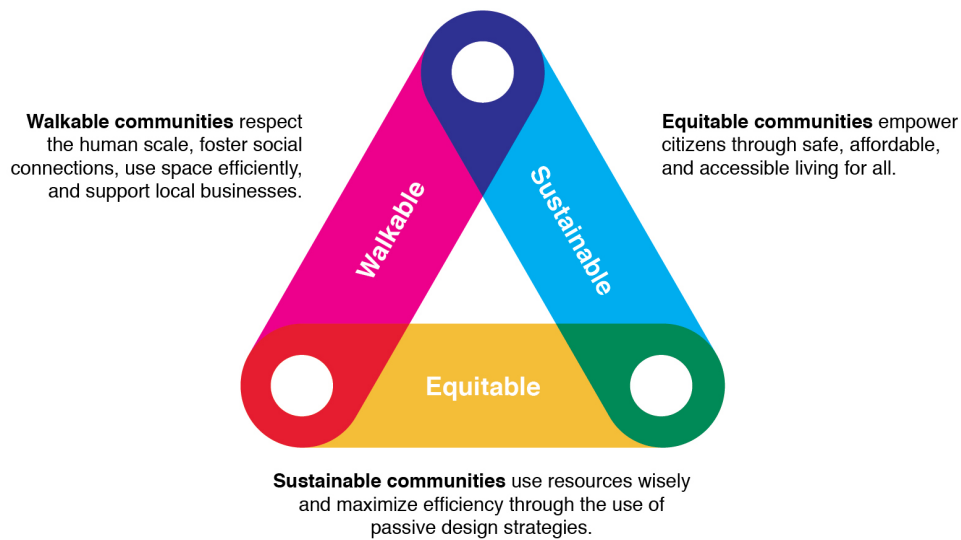 Walkable communities respect
the human scale, foster social
connections, use space efficiently,
and support local businesses.
Equitable communities empower
citizens through safe, affordable,
and accessible living for all.
Walkable
Sustainable
Equitable
Sustainable communities use resources wisely
and maximize efficiency through the use of
passive design strategies.